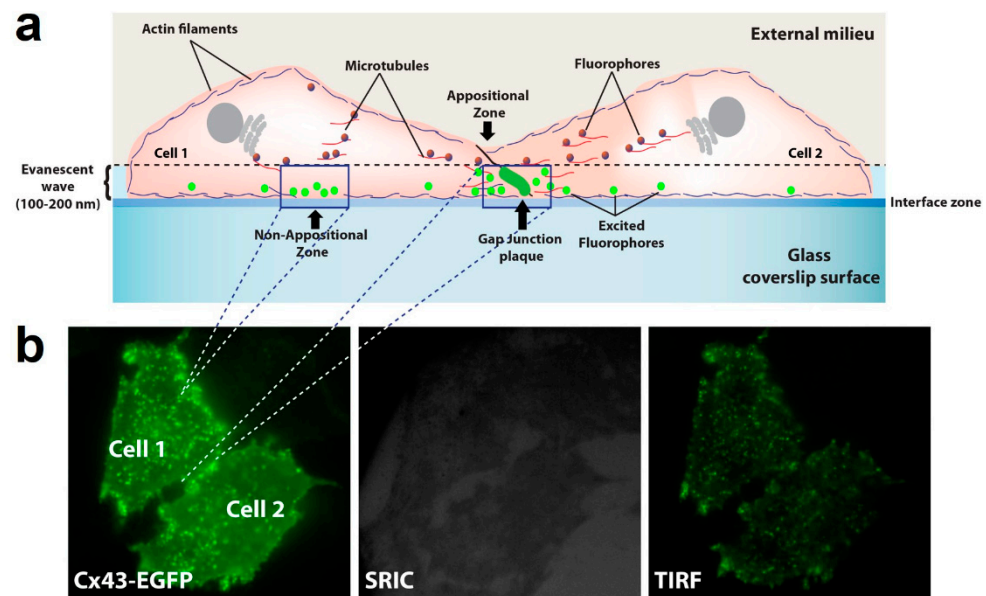 a
Actin filaments
External milieu
Microtubules
Fluorophores
Appositional
Zone
Cell 1
Cell 2
Evanescent
wave
(100-200 nm)
Interface zone
Non-Appositional
Zone
Gap Junction
plaque
Excited
Fluorophores
Glass
coverslip surface
b
Cell 1
Cell 2
Cx43-EGFP
SRIC
TIRF